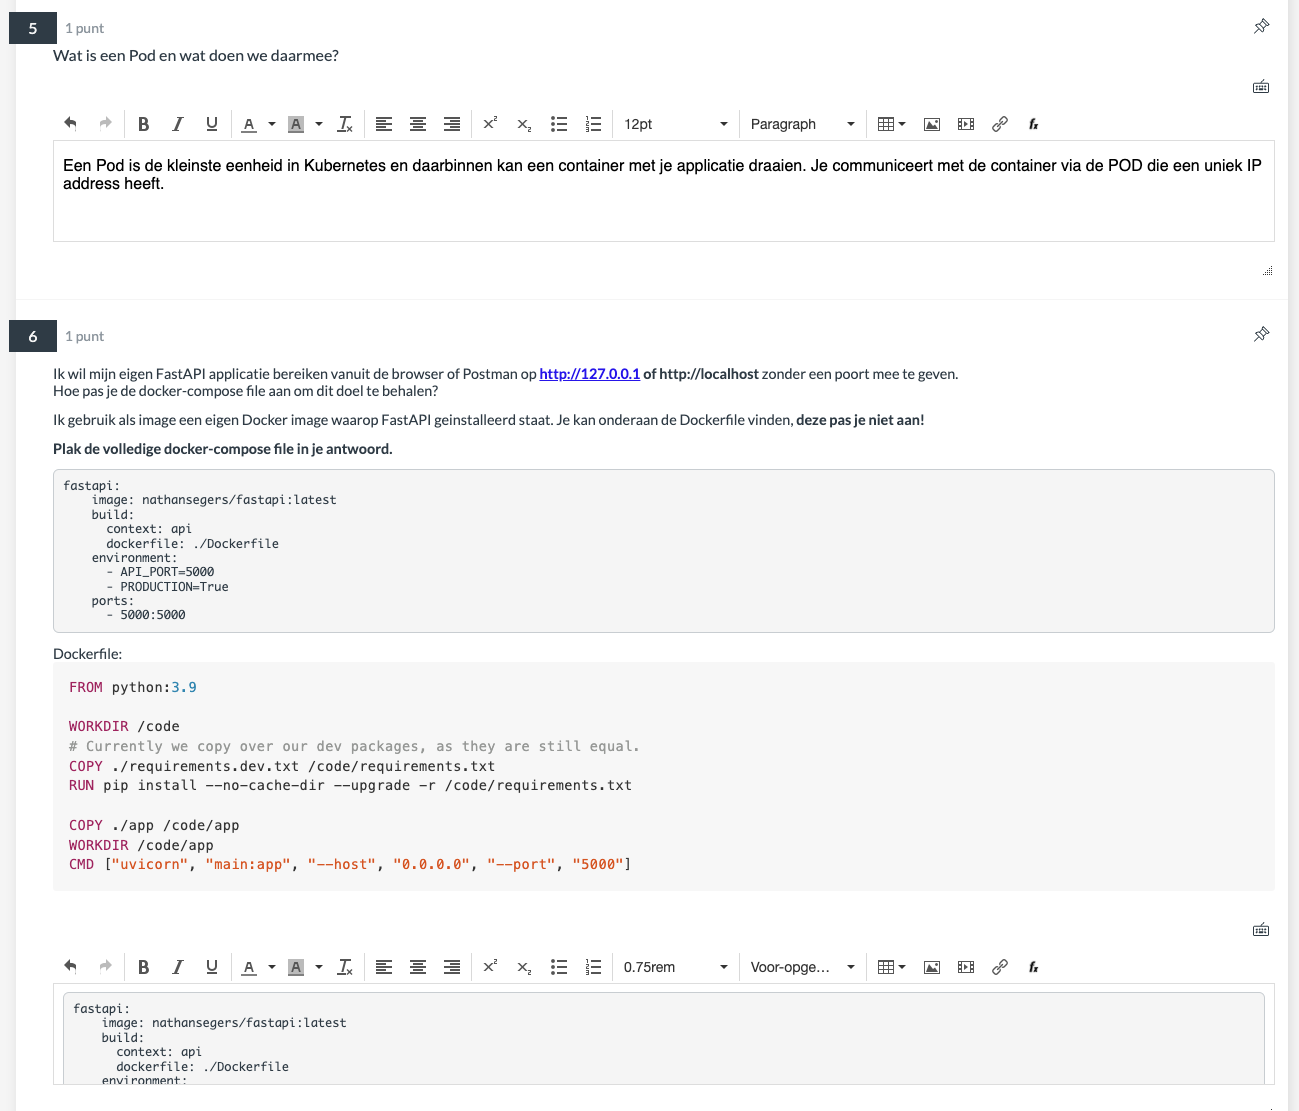 5
1 punt
Wat is een Pod en wat doen we daarmee?
B I U A A Tx x² x₂ 12pt Paragraph fx
Een Pod is de kleinste eenheid in Kubernetes en daarbinnen kan een container met je applicatie draaien. Je communiceert met de container via de POD die een uniek IP
address heeft.
6
1 punt
Ik wil mijn eigen FastAPI applicatie bereiken vanuit de browser of Postman op http://127.0.0.1 of http://localhost zonder een poort mee te geven.
Hoe pas je de docker-compose file aan om dit doel te behalen?
Ik gebruik als image een eigen Docker image waarop FastAPI geinstalleerd staat. Je kan onderaan de Dockerfile vinden, deze pas je niet aan!
Plak de volledige docker-compose file in je antwoord.
fastapi:
    image: nathansegers/fastapi:latest
    build:
      context: api
      dockerfile: ./Dockerfile
    environment:
      - API_PORT=5000
      - PRODUCTION=True
    ports:
      - 5000:5000
Dockerfile:
FROM python:3.9
WORKDIR /code
# Currently we copy over our dev packages, as they are still equal.
COPY ./requirements.dev.txt /code/requirements.txt
RUN pip install --no-cache-dir --upgrade -r /code/requirements.txt
COPY ./app /code/app
WORKDIR /code/app
CMD ["uvicorn", "main:app", "--host", "0.0.0.0", "--port", "5000"]
B I U A A Tx x² x₂ 0.75rem Voor-opge... fx
fastapi:
    image: nathansegers/fastapi:latest
    build:
      context: api
      dockerfile: ./Dockerfile
    environment: